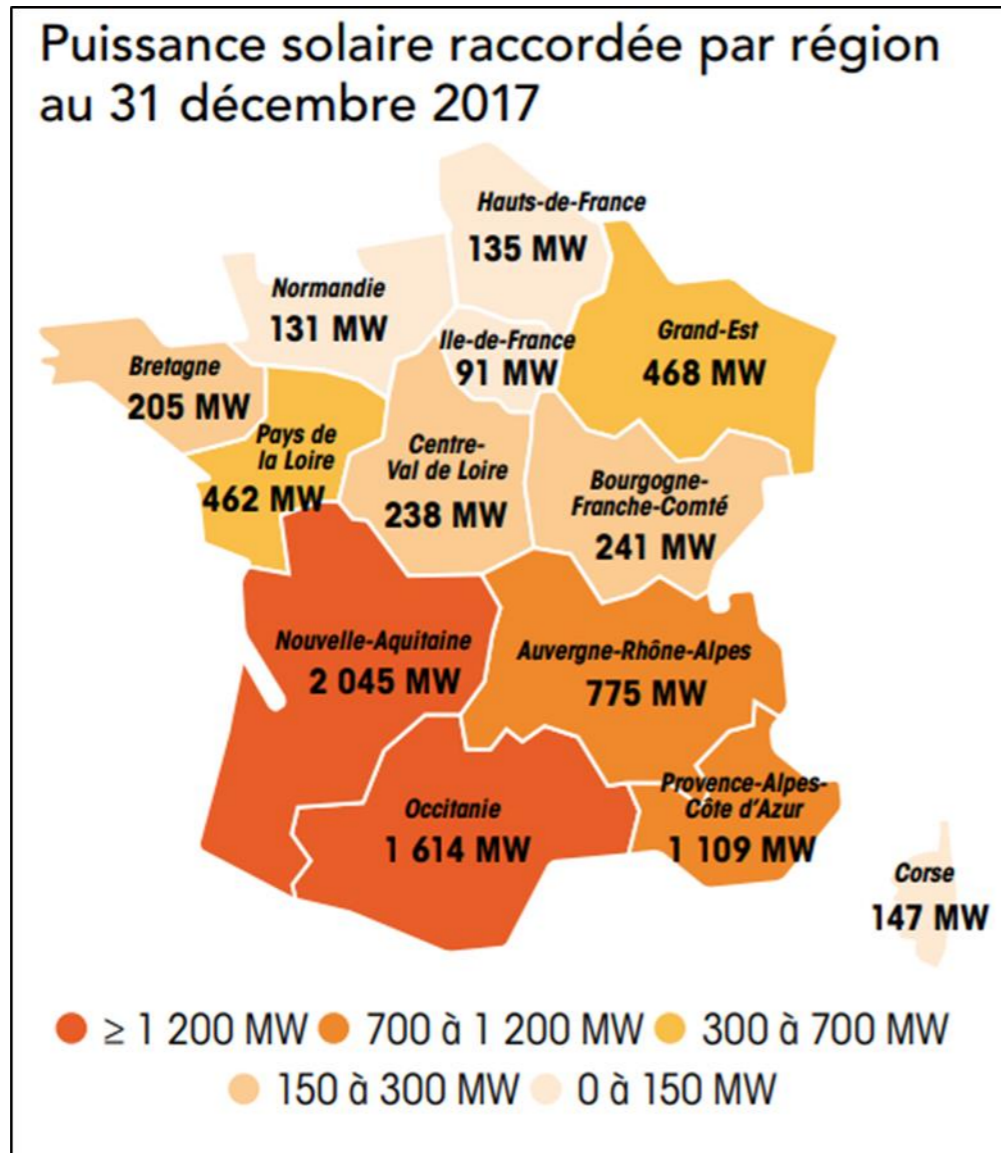 Puissance solaire raccordée par région
au 31 décembre 2017
Hauts-de-France
135 MW
Normandie
131 MW
Ile-de-France
91 MW
Grand-Est
468 MW
Bretagne
205 MW
Pays de
la Loire
462 MW
Centre-
Val de Loire
238 MW
Bourgogne-
Franche-Comté
241 MW
Nouvelle-Aquitaine
2 045 MW
Auvergne-Rhône-Alpes
775 MW
Occitanie
1 614 MW
Provence-Alpes-
Côte d'Azur
1 109 MW
Corse
147 MW
≥ 1 200 MW 700 à 1 200 MW 300 à 700 MW
150 à 300 MW 0 à 150 MW